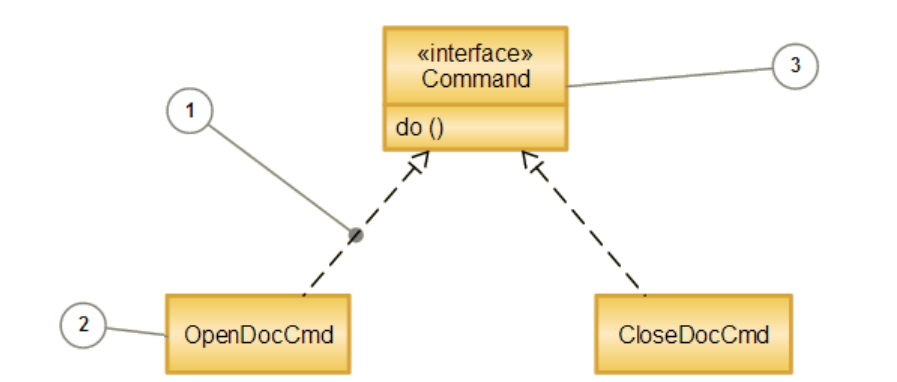 «interface»
Command
3
1
do ()
2
OpenDocCmd
CloseDocCmd